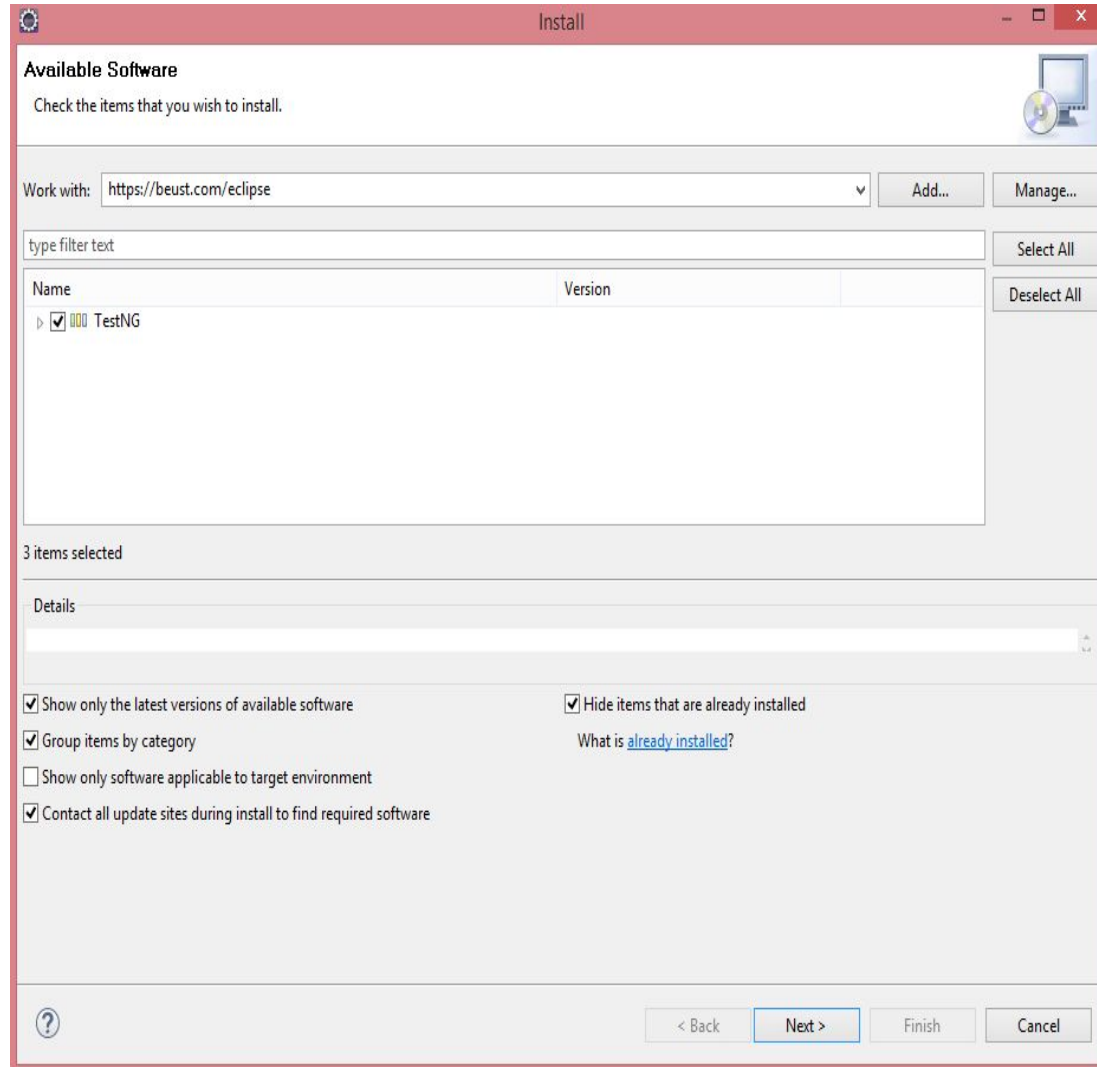 Install
Available Software
Check the items that you wish to install.
Work with: https://beust.com/eclipse Add... Manage...
type filter text Select All
Name Version Deselect All
TestNG
3 items selected
Details
Show only the latest versions of available software Hide items that are already installed
Group items by category What is already installed?
Show only software applicable to target environment
Contact all update sites during install to find required software
? < Back Next > Finish Cancel